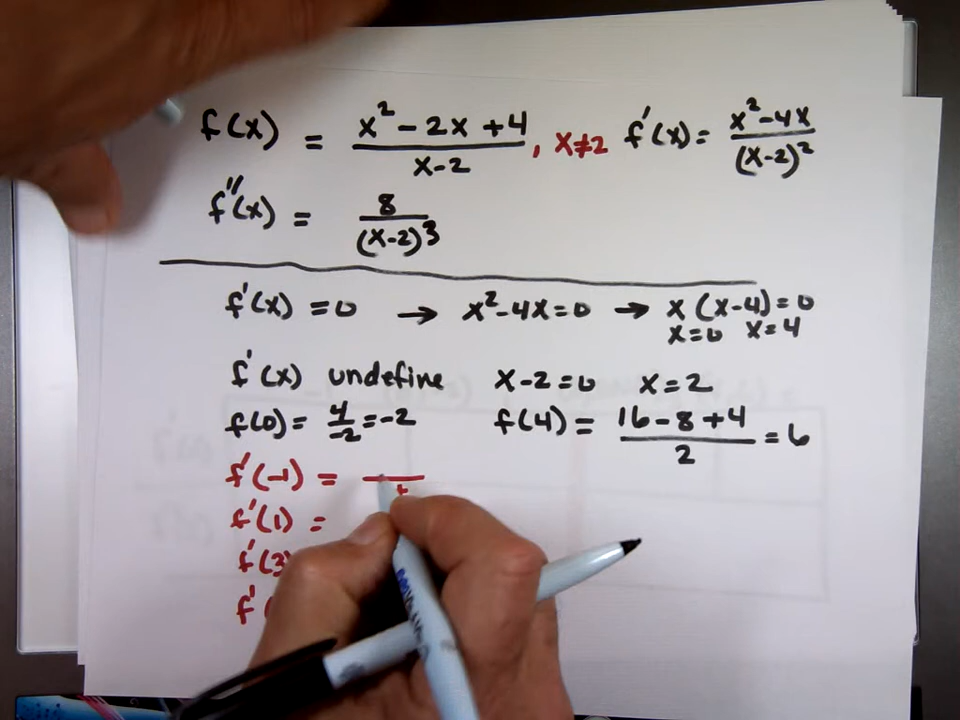 f(x) = x² - 2x + 4 / x - 2 , x ≠ 2 f'(x) = x² - 4x / (x-2)²
f''(x) = 8 / (x-2)³
f'(x) = 0 → x² - 4x = 0 → x (x-4) = 0
x = 0 x = 4
f'(x) undefine x - 2 = 0 x = 2
f(0) = 4 / -2 = -2 f(4) = 16 - 8 + 4 / 2 = 6
f'(-1) = / +
f'(1) =
f'(3)
f'(